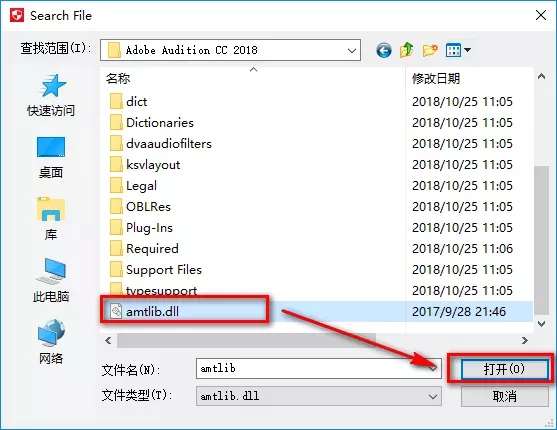 Search File
查找范围(I):
Adobe Audition CC 2018
名称
修改日期
dict
2018/10/25 11:05
Dictionaries
2018/10/25 11:05
dvaaudiofilters
2018/10/25 11:05
ksvlayout
2018/10/25 11:05
Legal
2018/10/25 11:05
OBLRes
2018/10/25 11:05
Plug-Ins
2018/10/25 11:05
Required
2018/10/25 11:06
Support Files
2018/10/25 11:05
typesupport
2018/10/25 11:05
amtlib.dll
2017/9/28 21:46
快速访问
桌面
库
此电脑
网络
文件名(N):
amtlib
打开(O)
文件类型(T):
amtlib.dll
取消